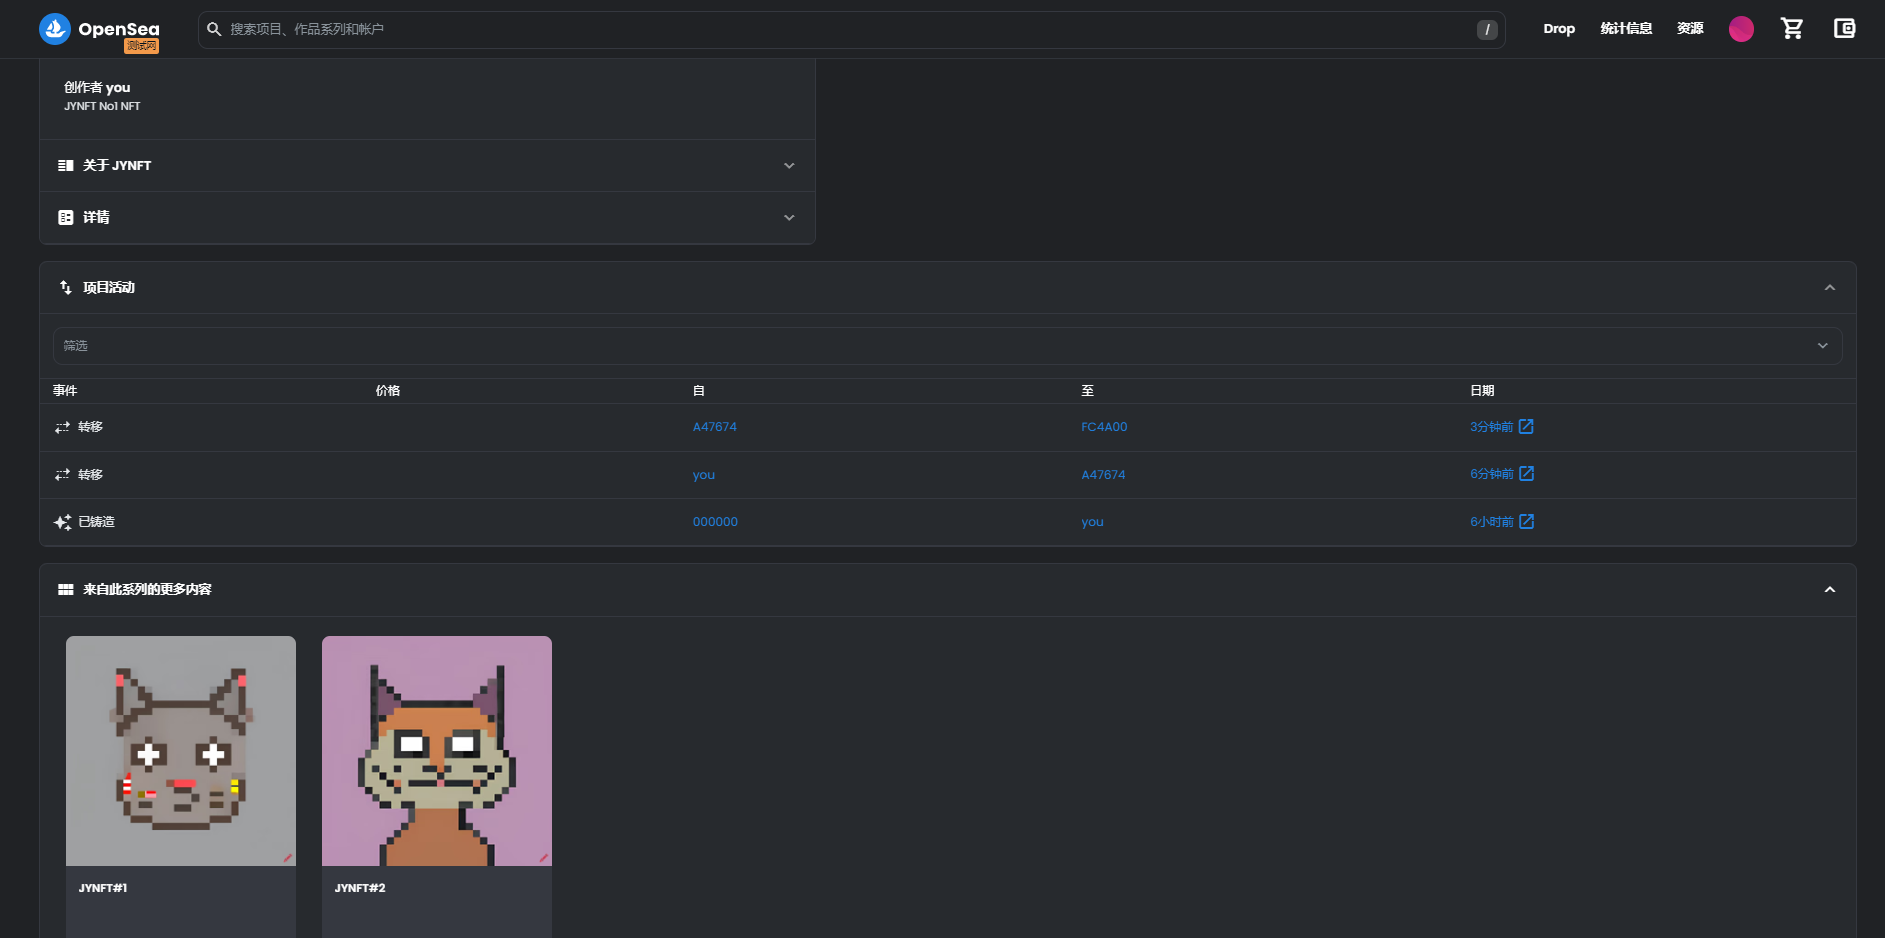 OpenSea
测试网
搜索项目、作品系列和帐户
/
Drop
统计信息
资源
创作者 you
JYNFT No1 NFT
关于 JYNFT
详情
项目活动
筛选
事件 价格 自 至 日期
转移 A47674 FC4A00 3分钟前
转移 you A47674 6分钟前
已铸造 000000 you 6小时前
来自此系列的更多内容
JYNFT#1
JYNFT#2